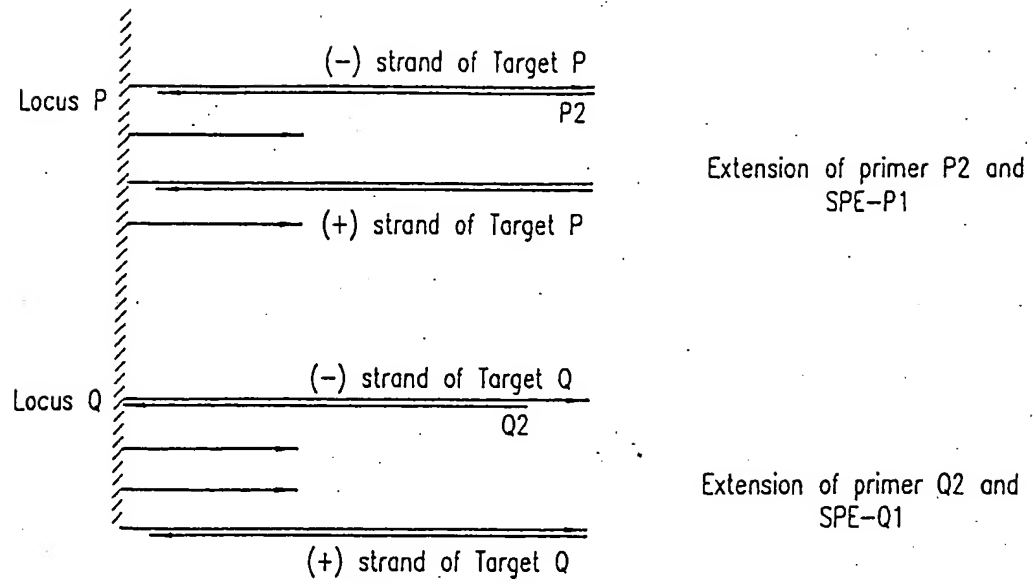 (-) strand of Target P
Locus P
P2
Extension of primer P2 and
SPE-P1
(+) strand of Target P
(-) strand of Target Q
Locus Q
Q2
Extension of primer Q2 and
SPE-Q1
(+) strand of Target Q